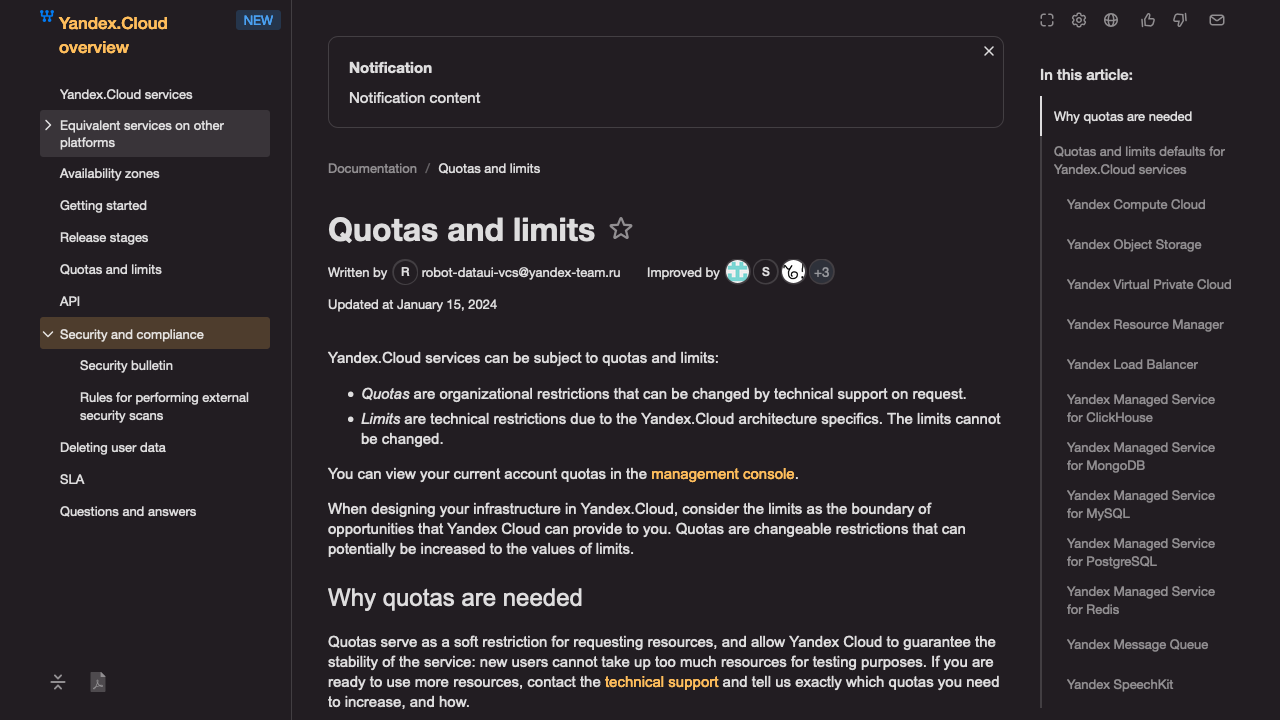 Yandex.Cloud
overview
NEW
Yandex.Cloud services
Equivalent services on other
platforms
Availability zones
Getting started
Release stages
Quotas and limits
API
Security and compliance
Security bulletin
Rules for performing external
security scans
Deleting user data
SLA
Questions and answers
Notification
Notification content
Documentation / Quotas and limits
Quotas and limits
Written by R robot-dataui-vcs@yandex-team.ru Improved by S +3
Updated at January 15, 2024
Yandex.Cloud services can be subject to quotas and limits:
• Quotas are organizational restrictions that can be changed by technical support on request.
• Limits are technical restrictions due to the Yandex.Cloud architecture specifics. The limits cannot
be changed.
You can view your current account quotas in the management console.
When designing your infrastructure in Yandex.Cloud, consider the limits as the boundary of
opportunities that Yandex Cloud can provide to you. Quotas are changeable restrictions that can
potentially be increased to the values of limits.
Why quotas are needed
Quotas serve as a soft restriction for requesting resources, and allow Yandex Cloud to guarantee the
stability of the service: new users cannot take up too much resources for testing purposes. If you are
ready to use more resources, contact the technical support and tell us exactly which quotas you need
to increase, and how.
In this article:
Why quotas are needed
Quotas and limits defaults for
Yandex.Cloud services
Yandex Compute Cloud
Yandex Object Storage
Yandex Virtual Private Cloud
Yandex Resource Manager
Yandex Load Balancer
Yandex Managed Service
for ClickHouse
Yandex Managed Service
for MongoDB
Yandex Managed Service
for MySQL
Yandex Managed Service
for PostgreSQL
Yandex Managed Service
for Redis
Yandex Message Queue
Yandex SpeechKit